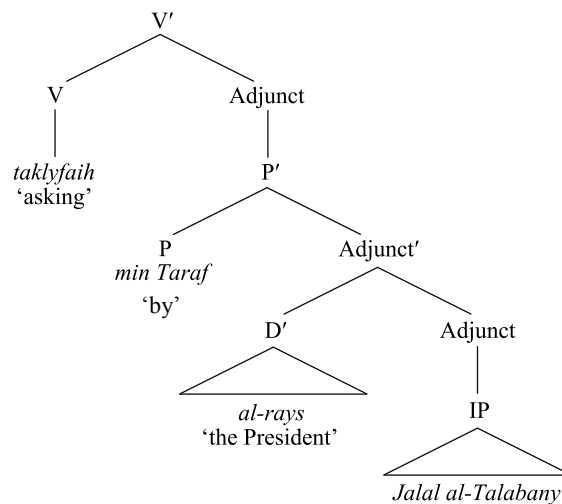 V′
V
Adjunct
taklyfaih
‘asking’
P′
P
Adjunct′
min Taraf
‘by’
D′
Adjunct
al-rays
‘the President’
IP
Jalal al-Talabany